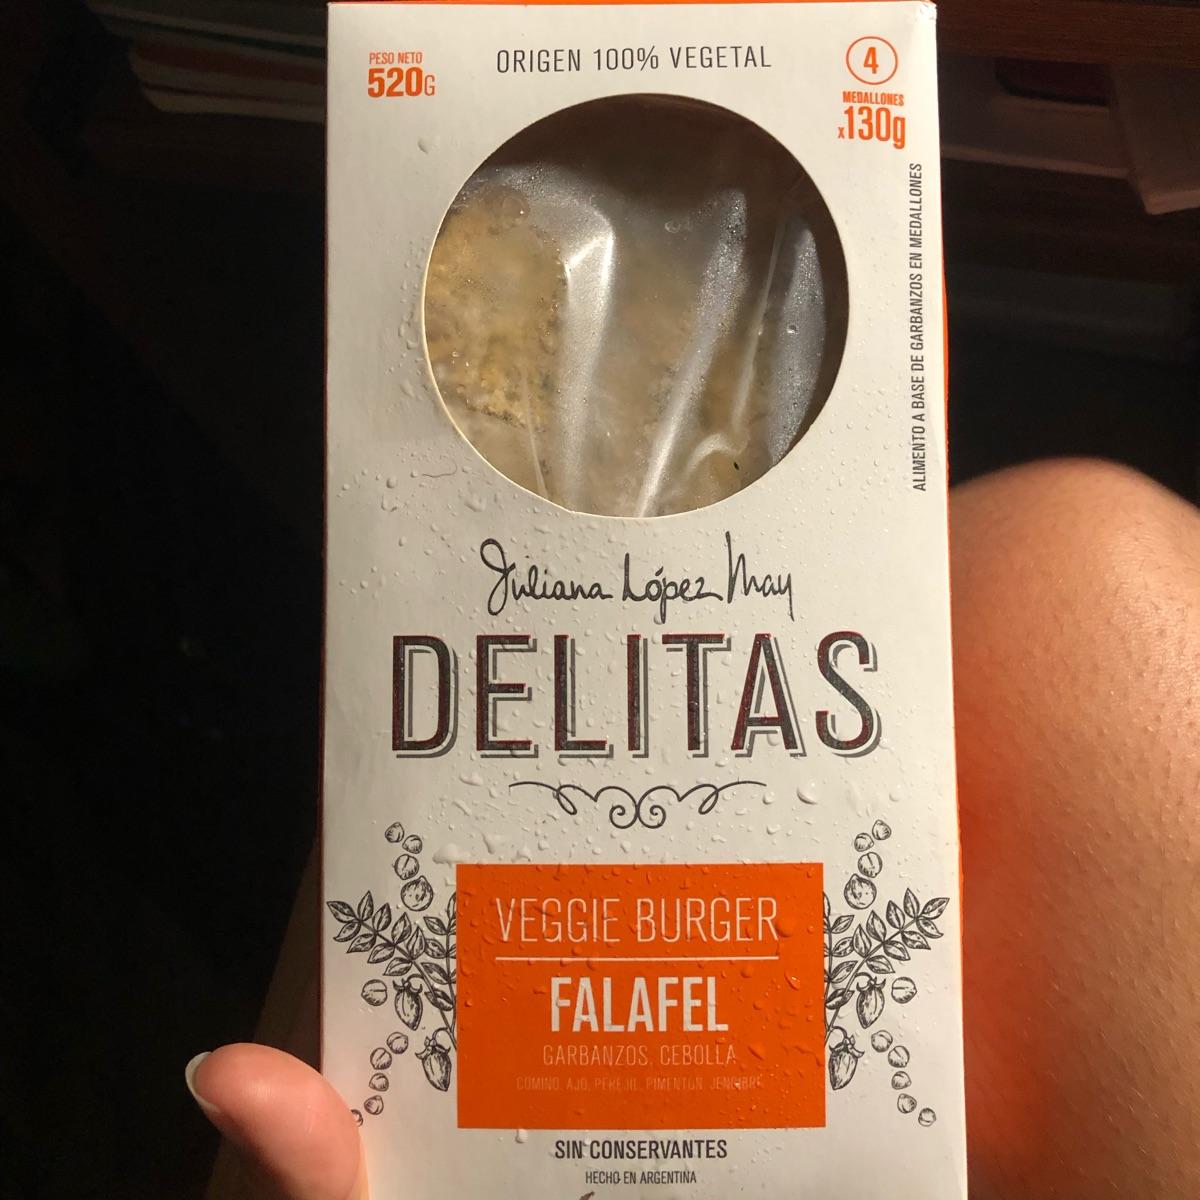 PESO NETO
520G
ORIGEN 100% VEGETAL
4
MEDALLONES
x130g
ALIMENTO A BASE DE GARBANZOS EN MEDALLONES
Juliana López May
DELITAS
VEGGIE BURGER
FALAFEL
GARBANZOS, CEBOLLA,
COMINO, AJO, PEREJIL, PIMENTÓN, JENGIBRE
SIN CONSERVANTES
HECHO EN ARGENTINA